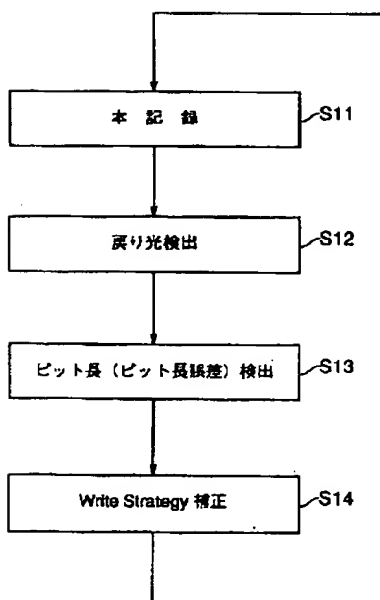 本 記 録
S11
戻り光検出
S12
ピット長（ピット長誤差）検出
S13
Write Strategy 補正
S14